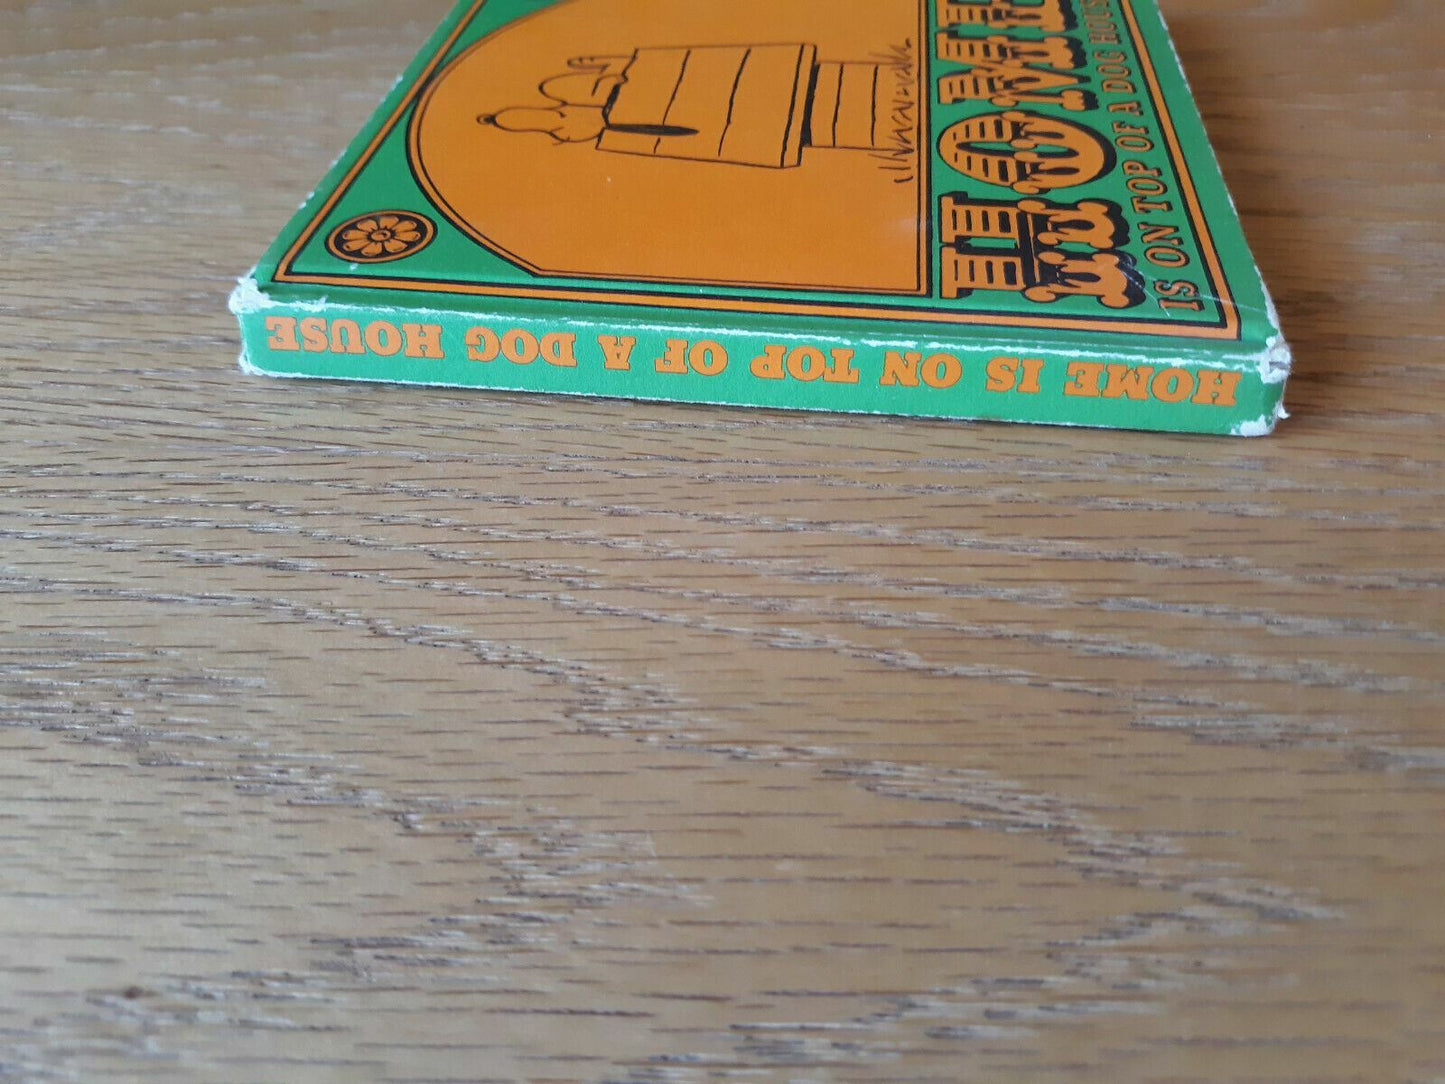 HOME
IS ON TOP OF A DOG HOUSE
HOME IS ON TOP OF A DOG HOUSE